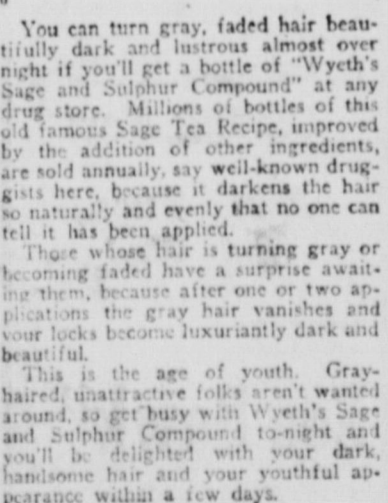 You can turn gray, faded hair beau-
tifully dark and lustrous almost over
night if you'll get a bottle of "Wyeth's
Sage and Sulphur Compound" at any
drug store. Millions of bottles of this
old famous Sage Tea Recipe, improved
by the addition of other ingredients,
are sold annually, say well-known drug-
gists here, because it darkens the hair
so naturally and evenly that no one can
tell it has been applied.
Those whose hair is turning gray or
becoming faded have a surprise await-
ing them, because after one or two ap-
plications the gray hair vanishes and
your locks become luxuriantly dark and
beautiful.
This is the age of youth. Gray-
haired, unattractive folks aren't wanted
around, so get busy with Wyeth's Sage
and Sulphur Compound to-night and
you'll be delighted with your dark,
handsome hair and your youthful ap-
pearance within a few days.